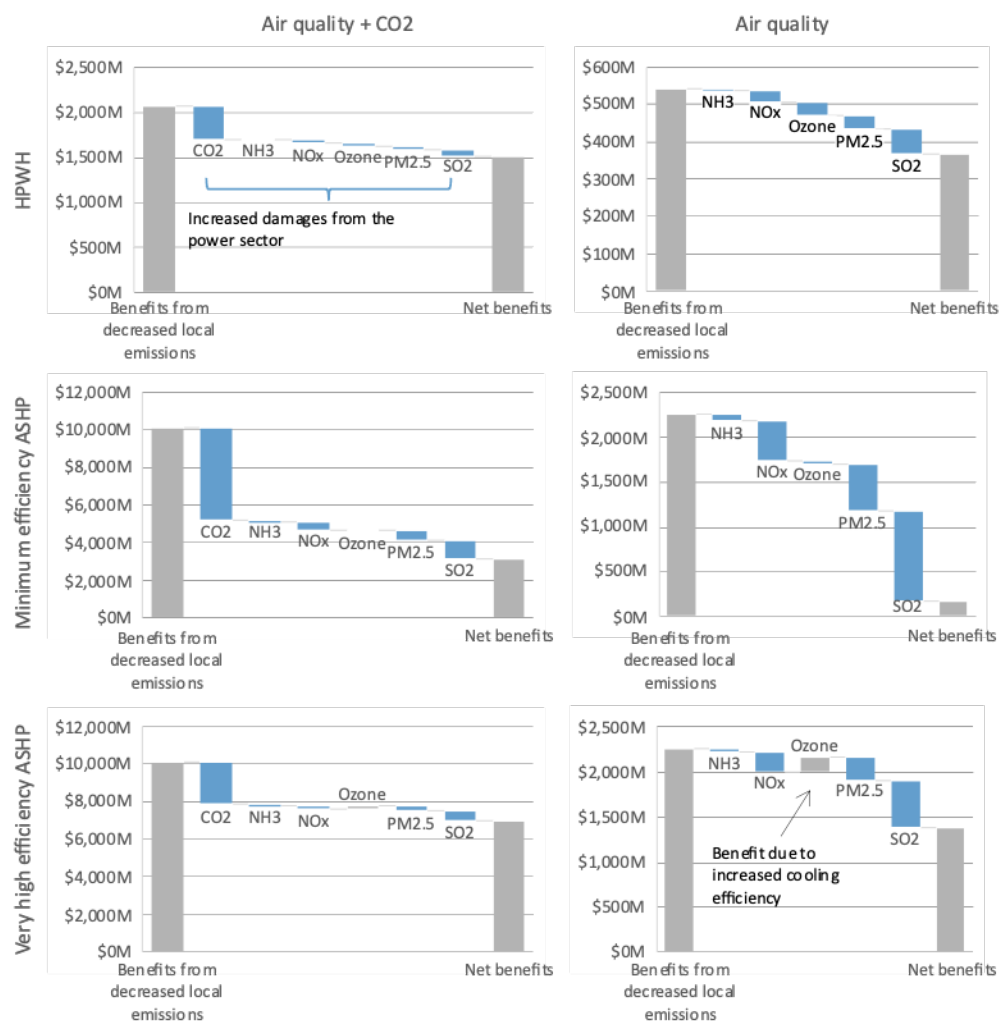 Air quality + CO2
Air quality
HPWH
$2,500M
$2,000M
$1,500M
$1,000M
$500M
$0M
CO2
NH3
NOx
Ozone
PM2.5
SO2
Increased damages from the
power sector
Benefits from
decreased local
emissions
Net benefits
$600M
$500M
$400M
$300M
$200M
$100M
$0M
NH3
NOx
Ozone
PM2.5
SO2
Benefits from
decreased local
emissions
Net benefits
Minimum efficiency ASHP
$12,000M
$10,000M
$8,000M
$6,000M
$4,000M
$2,000M
$0M
CO2
NH3
NOx
Ozone
PM2.5
SO2
Benefits from
decreased local
emissions
Net benefits
$2,500M
$2,000M
$1,500M
$1,000M
$500M
$0M
NH3
NOx
Ozone
PM2.5
SO2
Benefits from
decreased local
emissions
Net benefits
Very high efficiency ASHP
$12,000M
$10,000M
$8,000M
$6,000M
$4,000M
$2,000M
$0M
CO2
NH3
NOx
Ozone
PM2.5
SO2
Benefits from
decreased local
emissions
Net benefits
$2,500M
$2,000M
$1,500M
$1,000M
$500M
$0M
NH3
NOx
Ozone
PM2.5
SO2
Benefit due to
increased cooling
efficiency
Benefits from
decreased local
emissions
Net benefits